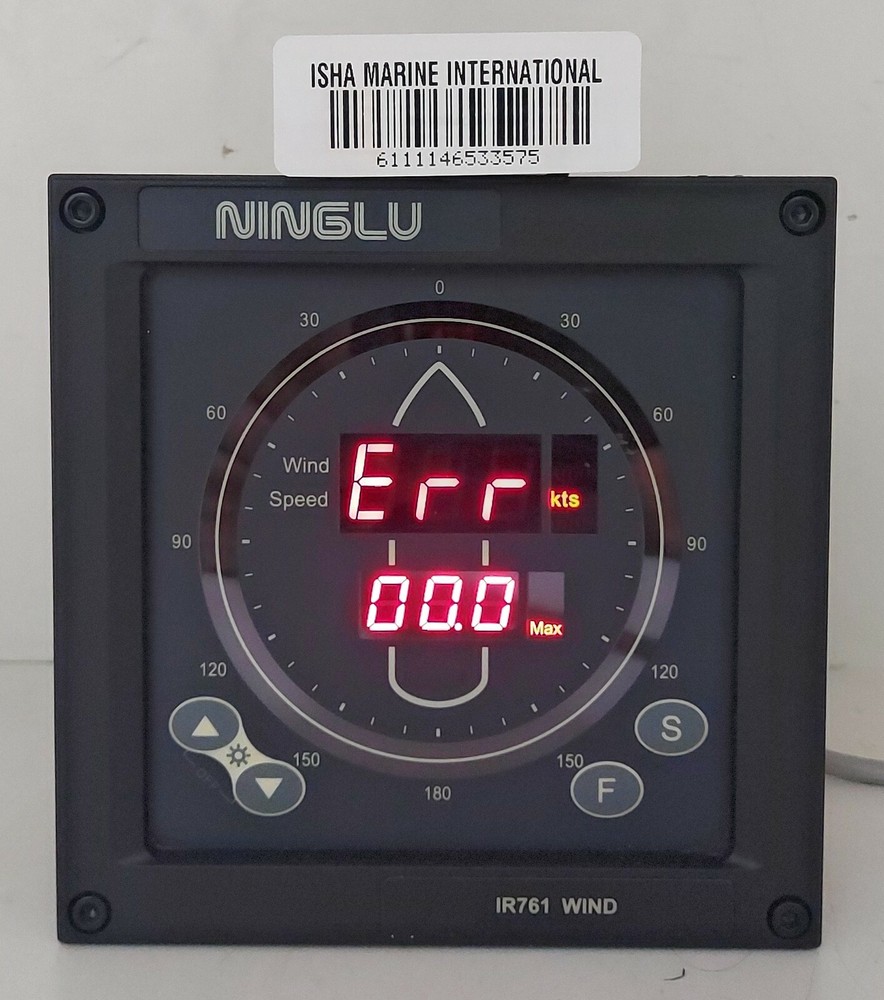 ISHA MARINE INTERNATIONAL
6111146533575
NINGLU
0
30 30
60 60
Wind
Speed
Err kts
90 90
00.0 Max
120 120
S
150 150
F
180
IR761 WIND